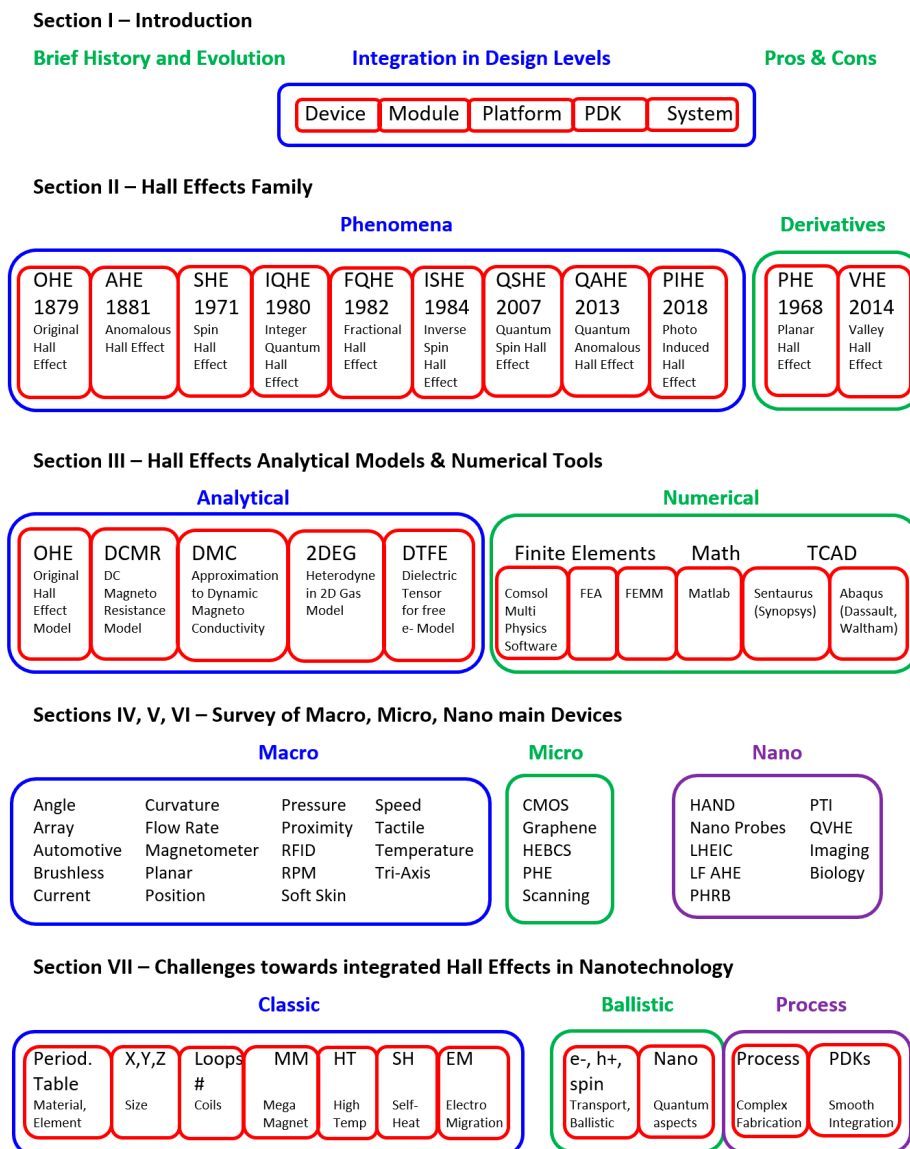 Section I – Introduction
Brief History and Evolution
Integration in Design Levels
Pros & Cons
Device
Module
Platform
PDK
System
Section II – Hall Effects Family
Phenomena
Derivatives
OHE
1879
Original
Hall
Effect
AHE
1881
Anomalous
Hall Effect
SHE
1971
Spin
Hall
Effect
IQHE
1980
Integer
Quantum
Hall
Effect
FQHE
1982
Fractional
Hall
Effect
ISHE
1984
Inverse
Spin
Hall
Effect
QSHE
2007
Quantum
Spin Hall
Effect
QAHE
2013
Quantum
Anomalous
Hall Effect
PIHE
2018
Photo
Induced
Hall
Effect
PHE
1968
Planar
Hall
Effect
VHE
2014
Valley
Hall
Effect
Section III – Hall Effects Analytical Models & Numerical Tools
Analytical
Numerical
OHE
Original
Hall
Effect
Model
DCMR
DC
Magneto
Resistance
Model
DMC
Approximation
to Dynamic
Magneto
Conductivity
2DEG
Heterodyne
in 2D Gas
Model
DTFE
Dielectric
Tensor
for free
e- Model
Finite Elements
Math
TCAD
Comsol
Multi
Physics
Software
FEA
FEMM
Matlab
Sentaurus
(Synopsys)
Abaqus
(Dassault,
Waltham)
Sections IV, V, VI – Survey of Macro, Micro, Nano main Devices
Macro
Micro
Nano
Angle
Array
Automotive
Brushless
Current
Curvature
Flow Rate
Magnetometer
Planar
Position
Pressure
Proximity
RFID
RPM
Soft Skin
Speed
Tactile
Temperature
Tri-Axis
CMOS
Graphene
HEBCS
PHE
Scanning
HAND
Nano Probes
LHEIC
LF AHE
PHRB
PTI
QVHE
Imaging
Biology
Section VII – Challenges towards integrated Hall Effects in Nanotechnology
Classic
Ballistic
Process
Period.
Table
Material,
Element
X,Y,Z
Size
Loops
#
Coils
MM
Mega
Magnet
HT
High
Temp
SH
Self-
Heat
EM
Electro
Migration
e-, h+,
spin
Transport,
Ballistic
Nano
Quantum
aspects
Process
Complex
Fabrication
PDKs
Smooth
Integration